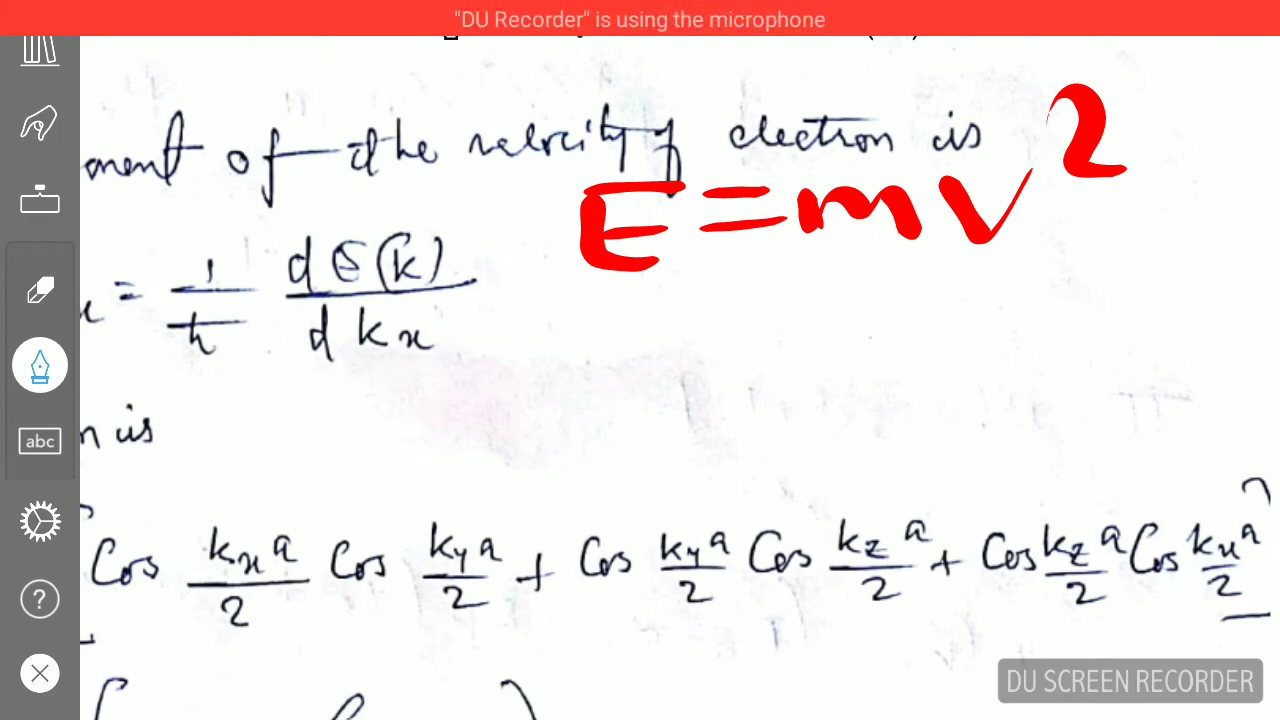 "DU Recorder" is using the microphone
ment of the velocity of electron is
E = mv²
= 1/ħ dE(k)/dkx
n is
abc
Cos kxa/2 Cos kya/2 + Cos kya/2 Cos kza/2 + Cos kza/2 Cos kxa/2
?
DU SCREEN RECORDER